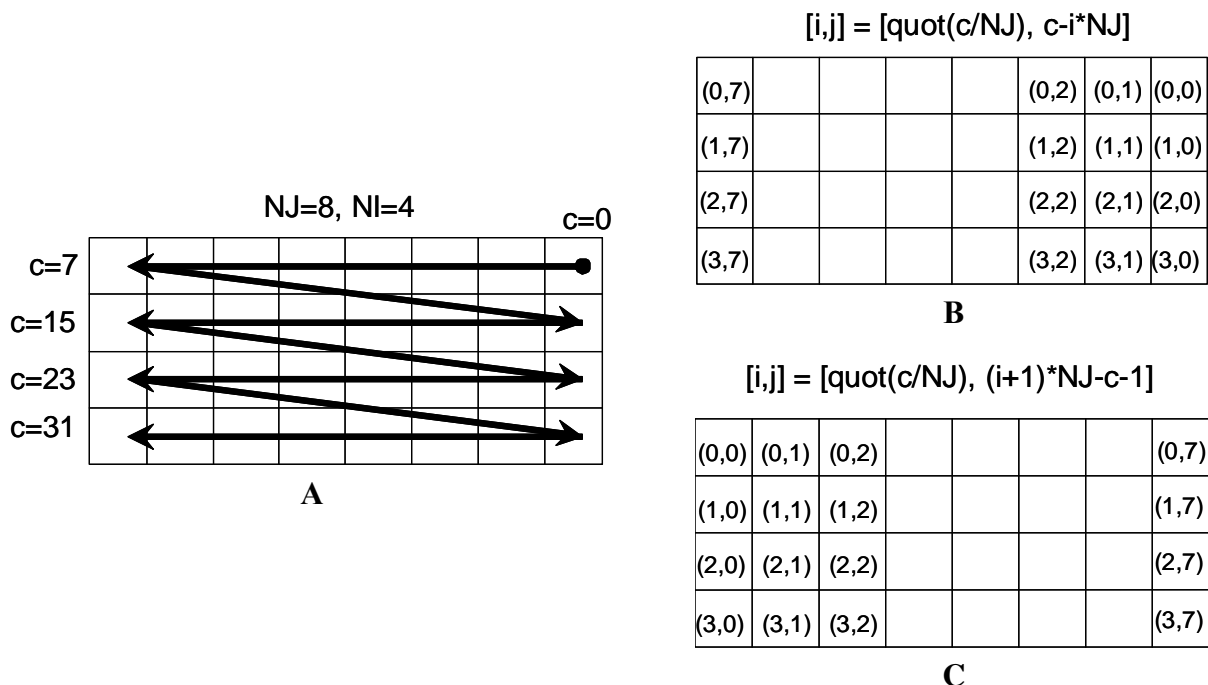 NJ=8, NI=4
c=0
c=7
c=15
c=23
c=31
A
[i,j] = [quot(c/NJ), c-i*NJ]
(0,7) (0,2) (0,1) (0,0)
(1,7) (1,2) (1,1) (1,0)
(2,7) (2,2) (2,1) (2,0)
(3,7) (3,2) (3,1) (3,0)
B
[i,j] = [quot(c/NJ), (i+1)*NJ-c-1]
(0,0) (0,1) (0,2) (0,7)
(1,0) (1,1) (1,2) (1,7)
(2,0) (2,1) (2,2) (2,7)
(3,0) (3,1) (3,2) (3,7)
C